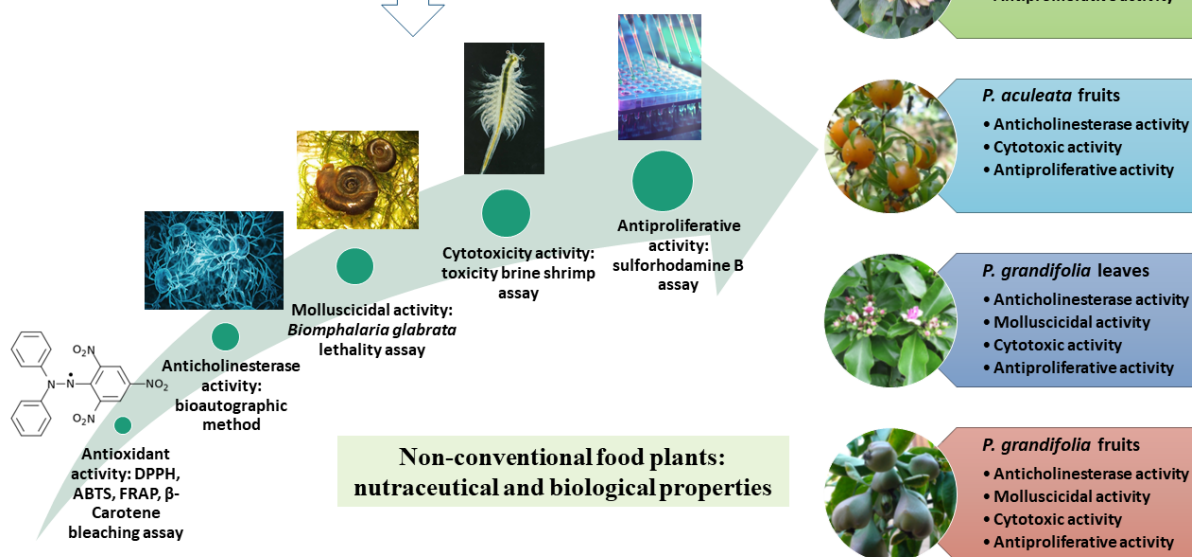 Antioxidant
activity: DPPH,
ABTS, FRAP, β-
Carotene
bleaching assay
Anticholinesterase
activity:
bioautographic
method
Molluscicidal activity:
Biomphalaria glabrata
lethality assay
Cytotoxicity activity:
toxicity brine shrimp
assay
Antiproliferative
activity:
sulforhodamine B
assay
O₂N
NO₂
N
N
•
NO₂
O₂N
Non-conventional food plants:
nutraceutical and biological properties
P. aculeata fruits
• Anticholinesterase activity
• Cytotoxic activity
• Antiproliferative activity
P. grandifolia leaves
• Anticholinesterase activity
• Molluscicidal activity
• Cytotoxic activity
• Antiproliferative activity
P. grandifolia fruits
• Anticholinesterase activity
• Molluscicidal activity
• Cytotoxic activity
• Antiproliferative activity